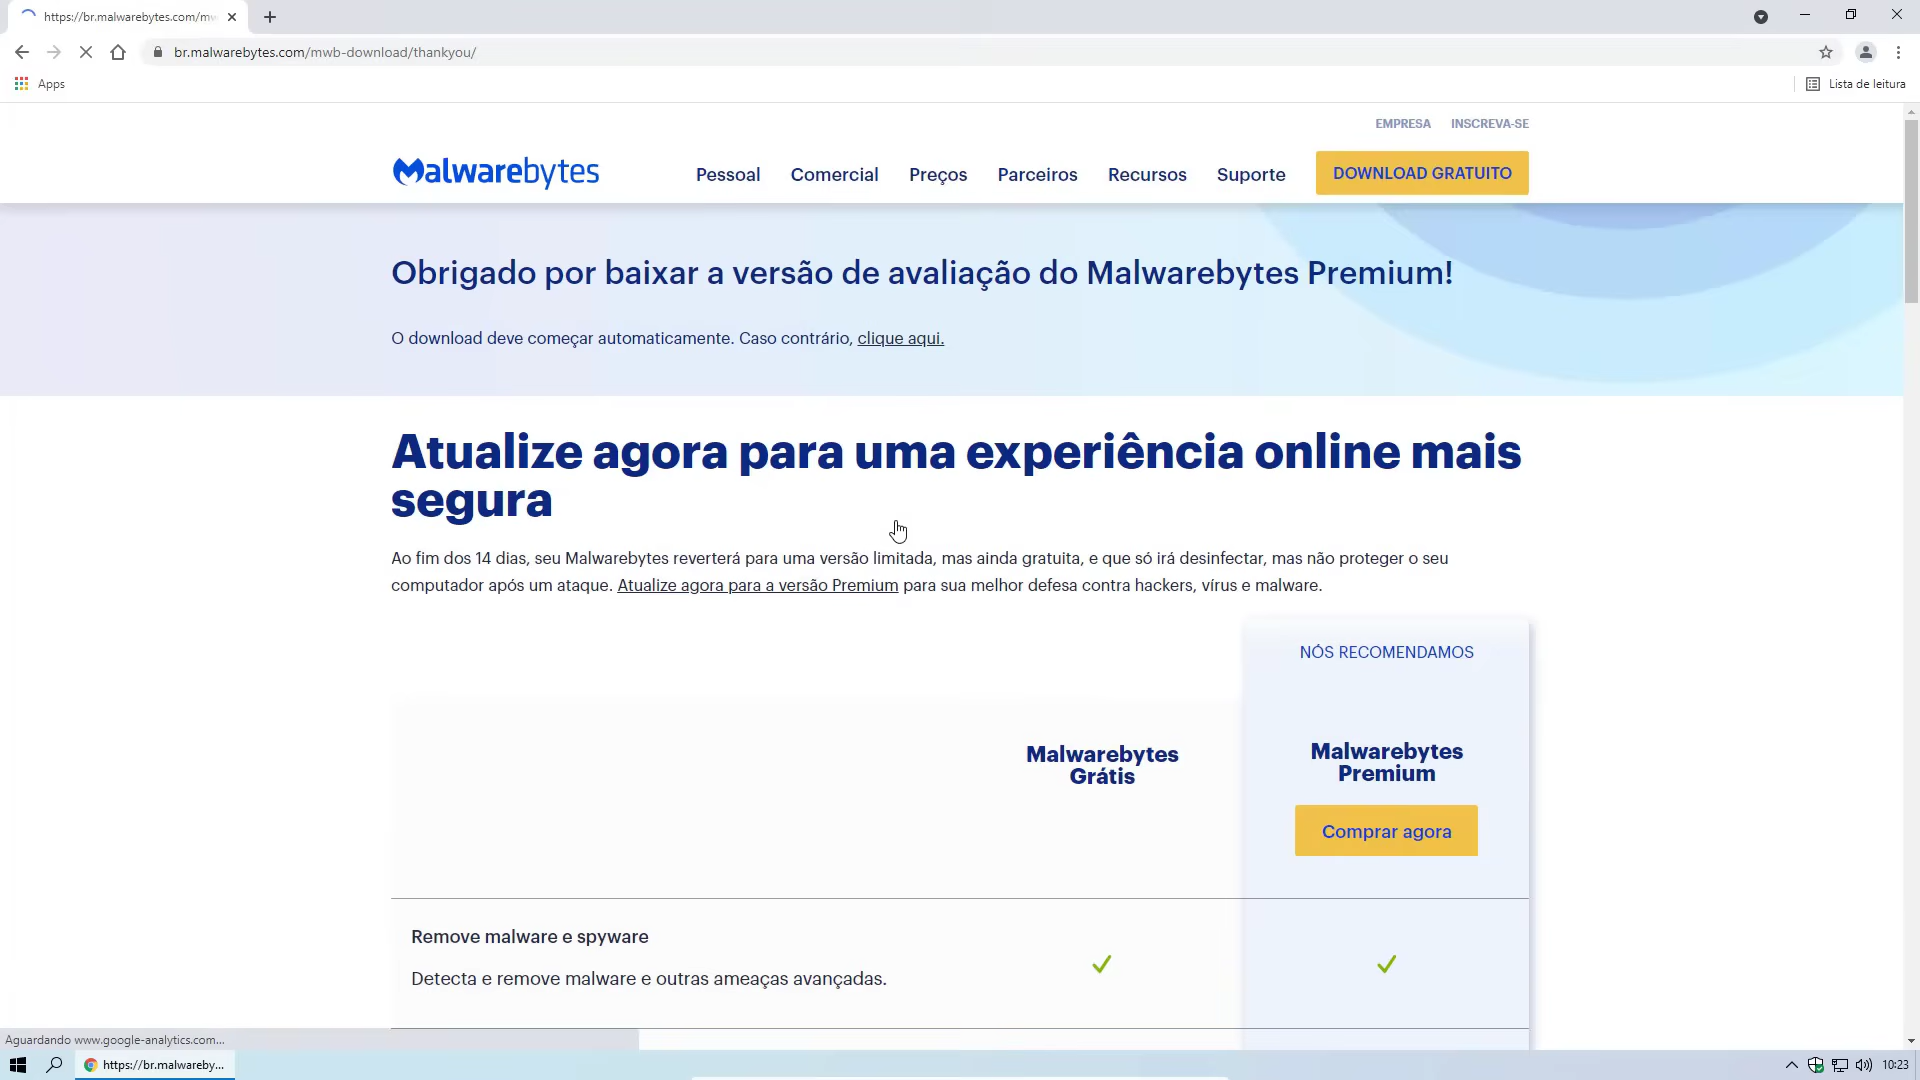 https://br.malwarebytes.com/mw
br.malwarebytes.com/mwb-download/thankyou/
Apps
Lista de leitura
EMPRESA INSCREVA-SE
Malwarebytes
Pessoal Comercial Preços Parceiros Recursos Suporte DOWNLOAD GRATUITO
Obrigado por baixar a versão de avaliação do Malwarebytes Premium!
O download deve começar automaticamente. Caso contrário, clique aqui.
Atualize agora para uma experiência online mais
segura
Ao fim dos 14 dias, seu Malwarebytes reverterá para uma versão limitada, mas ainda gratuita, e que só irá desinfectar, mas não proteger o seu
computador após um ataque. Atualize agora para a versão Premium para sua melhor defesa contra hackers, vírus e malware.
NÓS RECOMENDAMOS
Malwarebytes
Grátis
Malwarebytes
Premium
Comprar agora
Remove malware e spyware
Detecta e remove malware e outras ameaças avançadas.
Aguardando www.google-analytics.com...
https://br.malwareby...
10:23